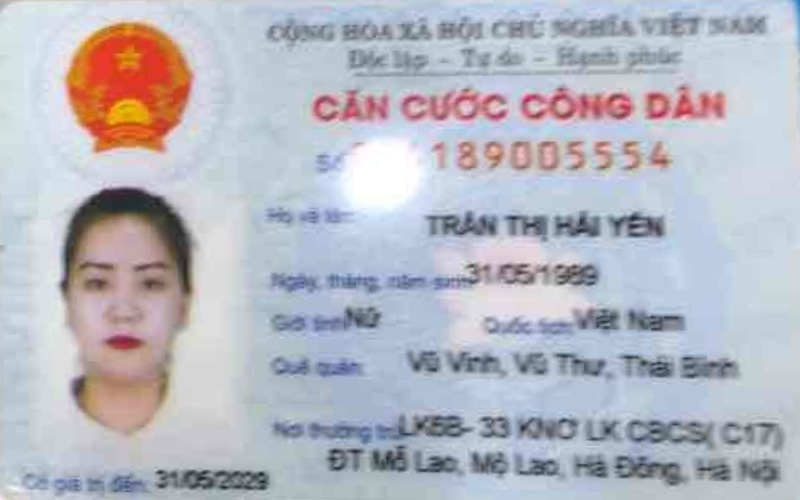 CỘNG HÒA XÃ HỘI CHỦ NGHĨA VIỆT NAM
Độc lập - Tự do - Hạnh phúc
CĂN CƯỚC CÔNG DÂN
Số 189005554
Họ và tên: TRẦN THỊ HẢI YẾN
Ngày, tháng, năm sinh: 31/05/1989
Giới tính: Nữ Quốc tịch: Việt Nam
Quê quán: Vũ Vinh, Vũ Thư, Thái Bình
Nơi thường trú: LK6B- 33 KNƠ LK CBCS( C17)
ĐT Mỗ Lao, Mộ Lao, Hà Đông, Hà Nội
Có giá trị đến: 31/05/2029